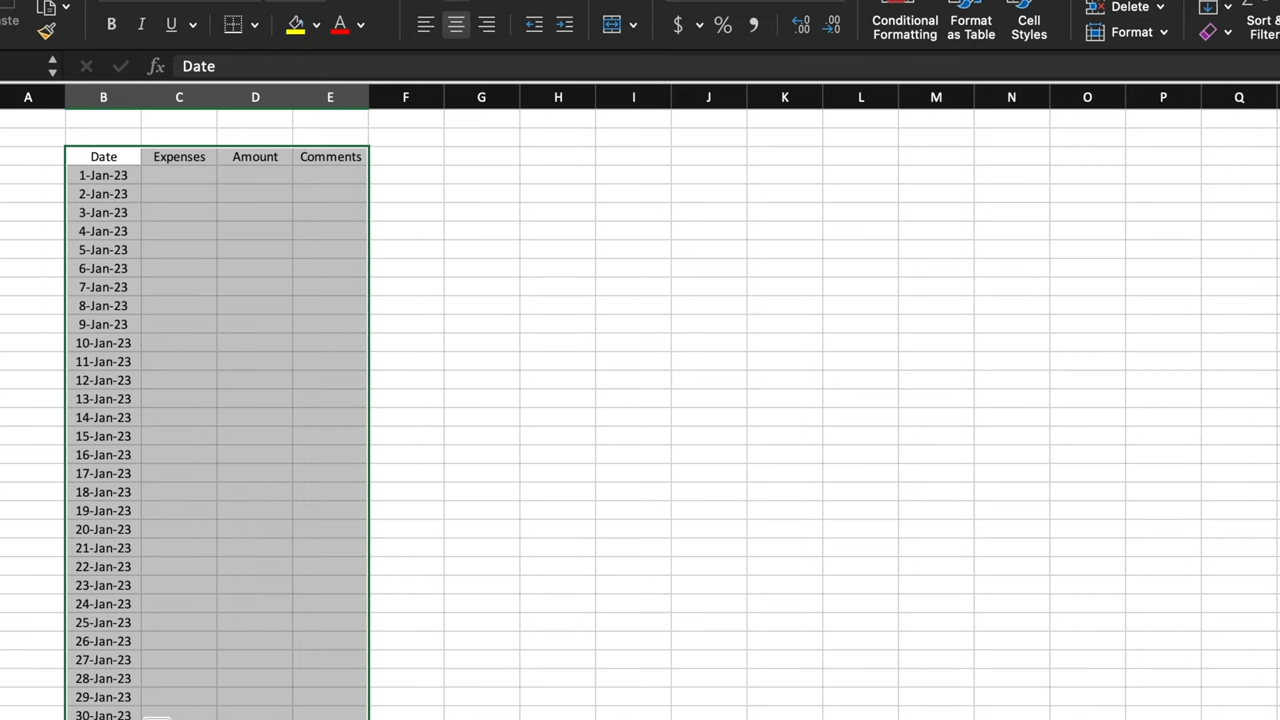 Delete
B I U A $ % Conditional Formatting Format as Table Cell Styles Format Sort & Filter
fx Date
A B C D E F G H I J K L M N O P Q
Date Expenses Amount Comments
1-Jan-23
2-Jan-23
3-Jan-23
4-Jan-23
5-Jan-23
6-Jan-23
7-Jan-23
8-Jan-23
9-Jan-23
10-Jan-23
11-Jan-23
12-Jan-23
13-Jan-23
14-Jan-23
15-Jan-23
16-Jan-23
17-Jan-23
18-Jan-23
19-Jan-23
20-Jan-23
21-Jan-23
22-Jan-23
23-Jan-23
24-Jan-23
25-Jan-23
26-Jan-23
27-Jan-23
28-Jan-23
29-Jan-23
30-Jan-23